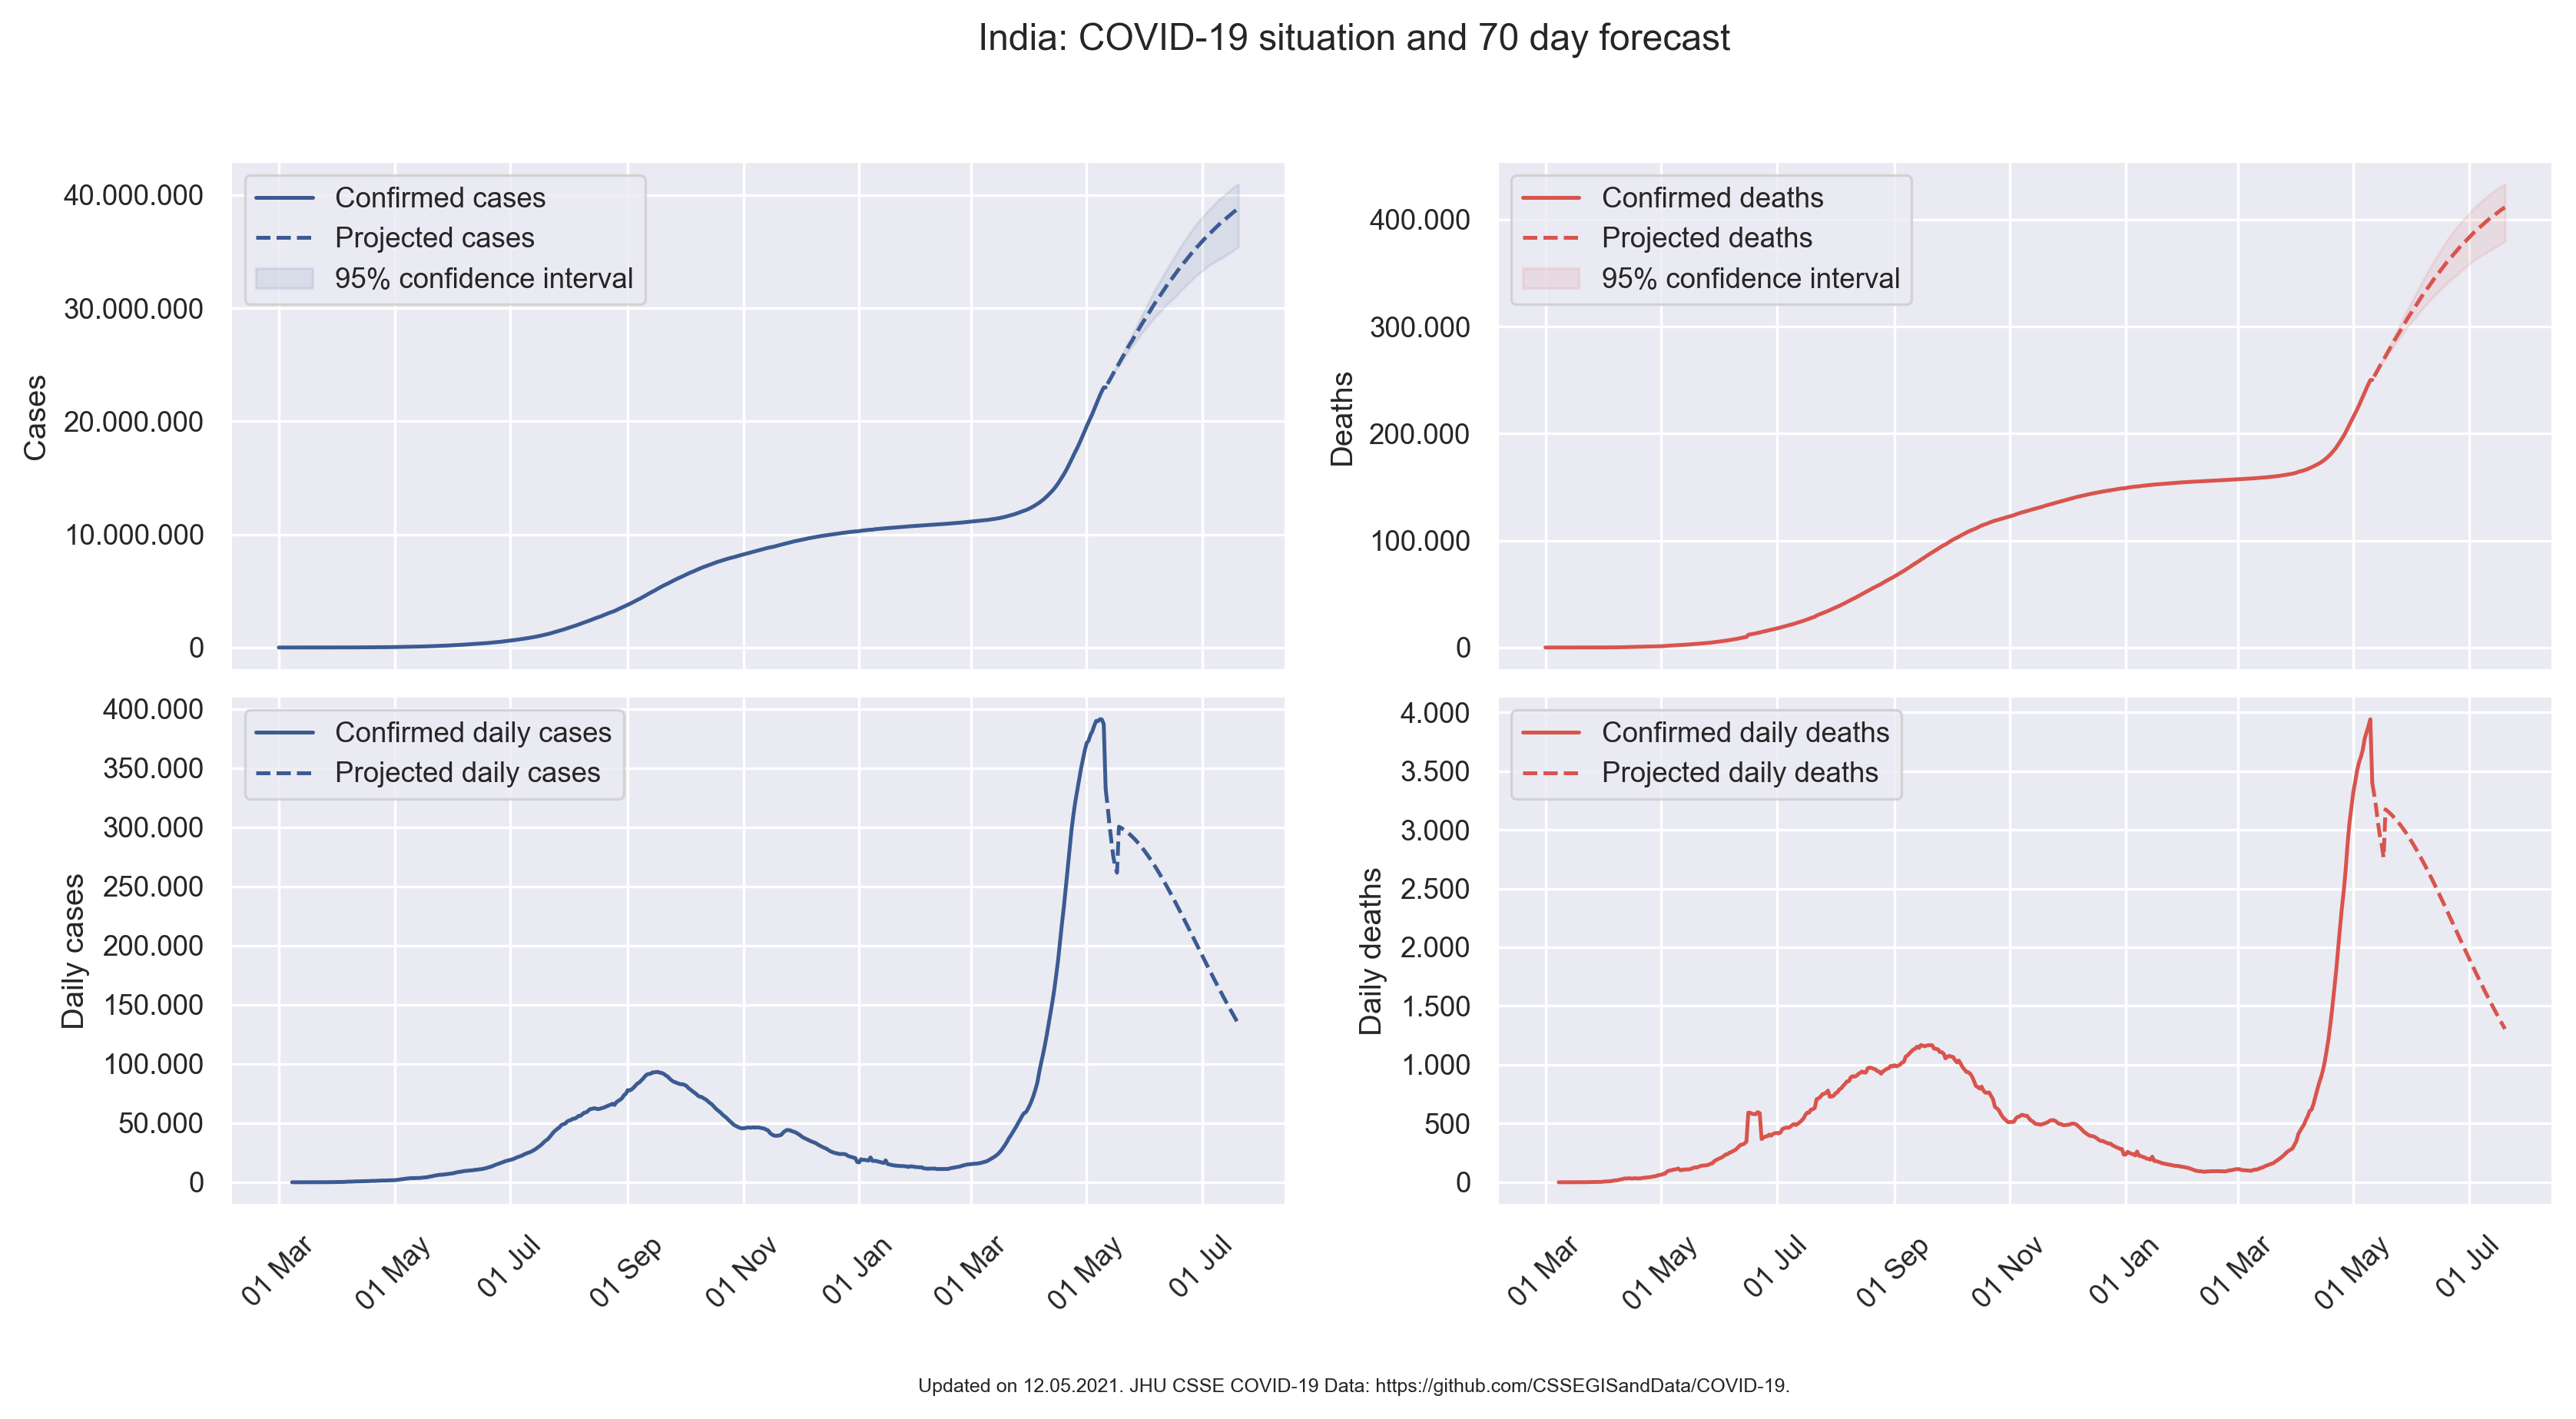 India: COVID-19 situation and 70 day forecast
Confirmed cases
Projected cases
95% confidence interval
40.000.000
30.000.000
20.000.000
10.000.000
0
Cases
Confirmed deaths
Projected deaths
95% confidence interval
400.000
300.000
200.000
100.000
0
Deaths
Confirmed daily cases
Projected daily cases
400.000
350.000
300.000
250.000
200.000
150.000
100.000
50.000
0
Daily cases
01 Mar
01 May
01 Jul
01 Sep
01 Nov
01 Jan
01 Mar
01 May
01 Jul
Confirmed daily deaths
Projected daily deaths
4.000
3.500
3.000
2.500
2.000
1.500
1.000
500
0
Daily deaths
01 Mar
01 May
01 Jul
01 Sep
01 Nov
01 Jan
01 Mar
01 May
01 Jul
Updated on 12.05.2021. JHU CSSE COVID-19 Data: https://github.com/CSSEGISandData/COVID-19.